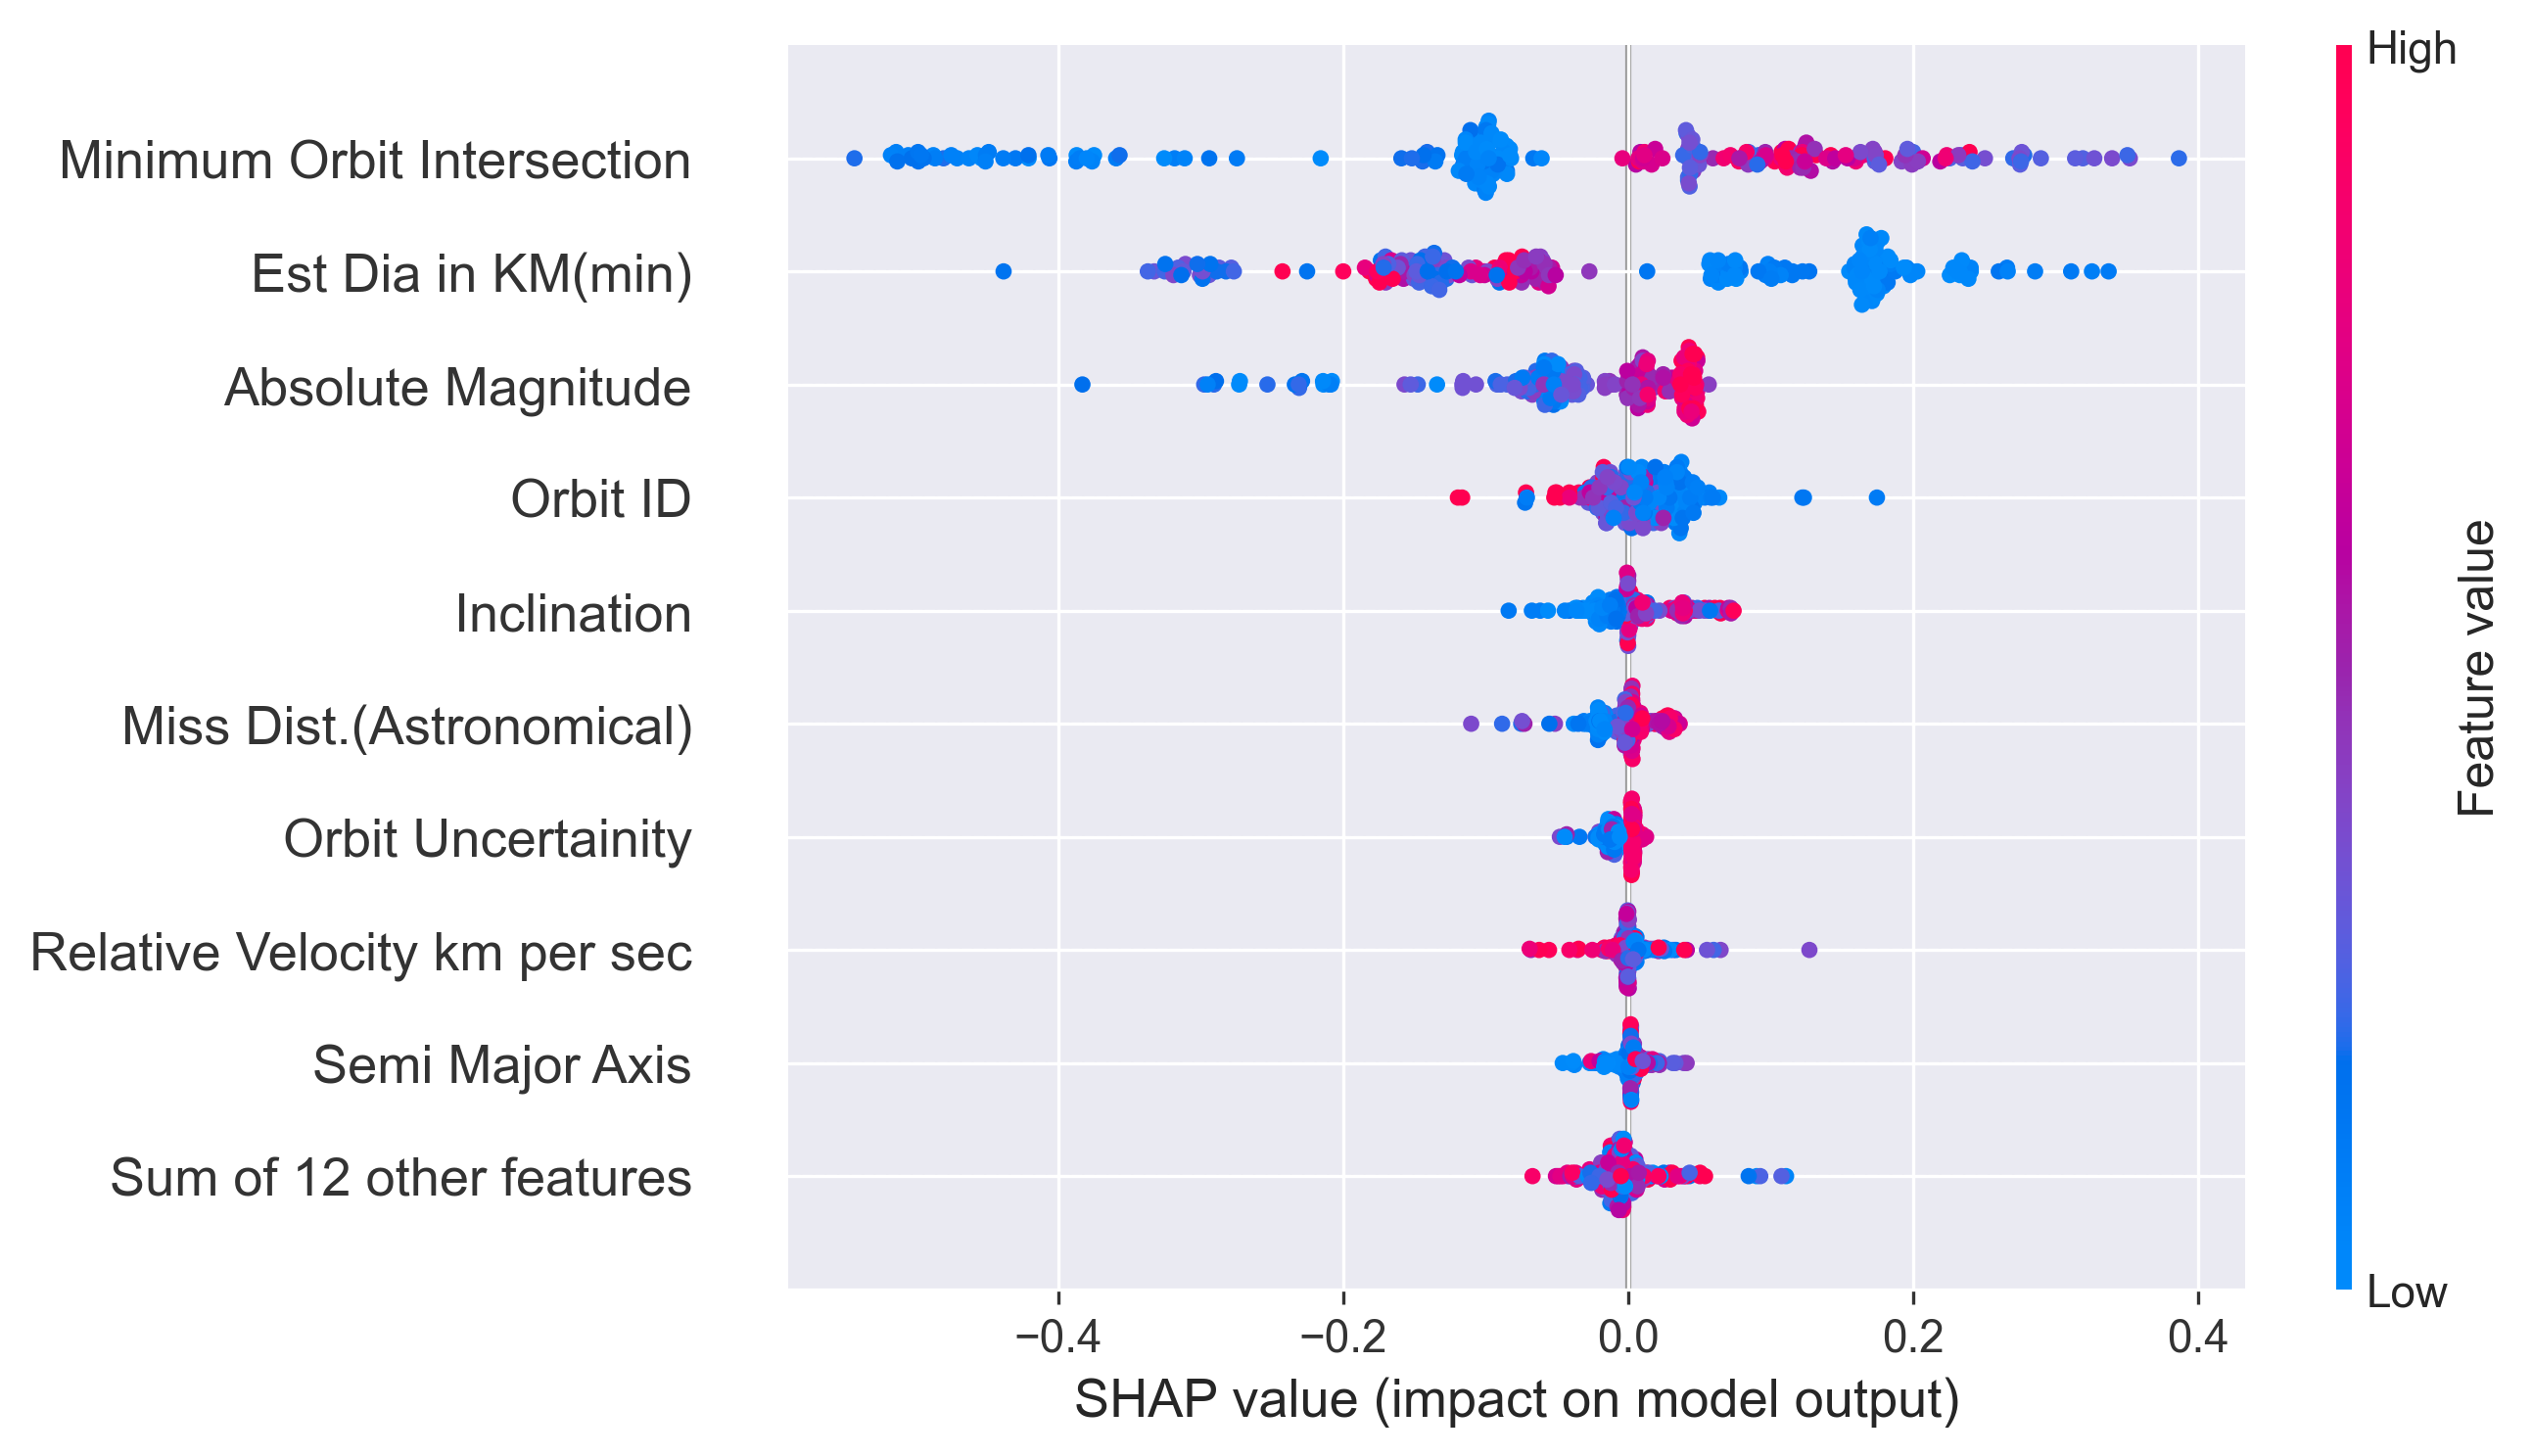 High
Minimum Orbit Intersection
Est Dia in KM(min)
Absolute Magnitude
Orbit ID
Inclination
Miss Dist.(Astronomical)
Orbit Uncertainity
Relative Velocity km per sec
Semi Major Axis
Sum of 12 other features
Feature value
Low
−0.4 −0.2 0.0 0.2 0.4
SHAP value (impact on model output)